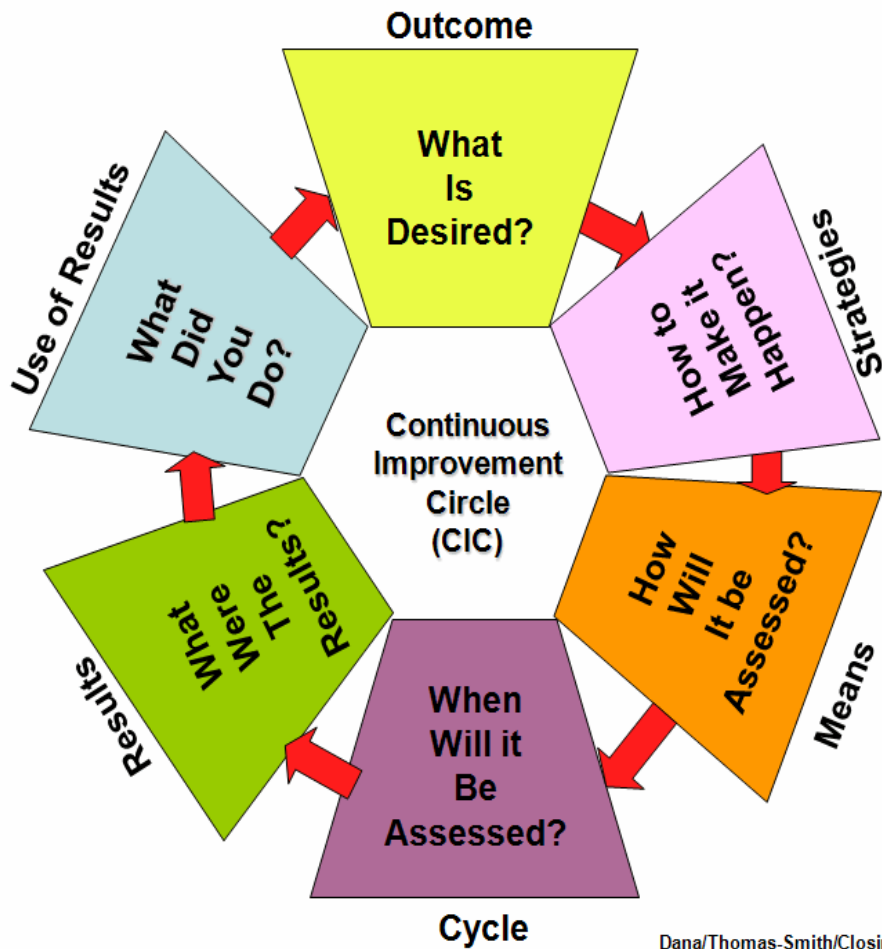 Outcome
What
Is
Desired?
Strategies
How to
Make it
Happen?
Means
How
Will
It be
Assessed?
Cycle
When
Will it
Be
Assessed?
Results
What
Were
The
Results?
Use of Results
What
Did
You
Do?
Continuous
Improvement
Circle
(CIC)
Dana/Thomas-Smith/Closi